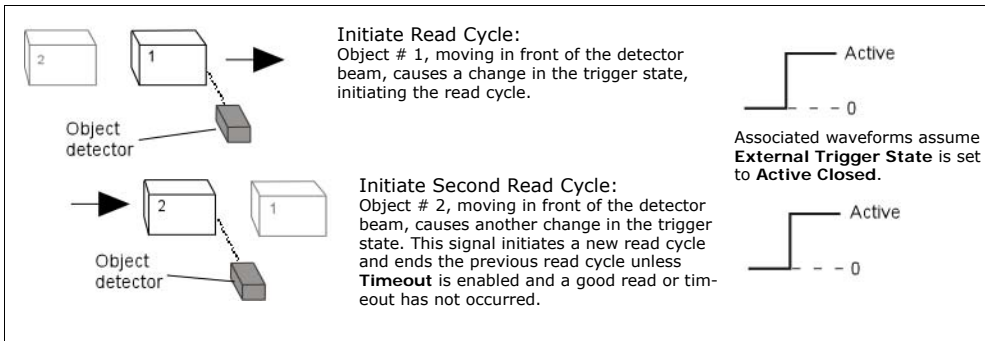 Initiate Read Cycle:
Object # 1, moving in front of the detector
beam, causes a change in the trigger state,
initiating the read cycle.
2
1
Object
detector
Active
0
Associated waveforms assume
External Trigger State is set
to Active Closed.
Initiate Second Read Cycle:
Object # 2, moving in front of the detector
beam, causes another change in the trigger
state. This signal initiates a new read cycle
and ends the previous read cycle unless
Timeout is enabled and a good read or tim-
eout has not occurred.
2
1
Object
detector
Active
0